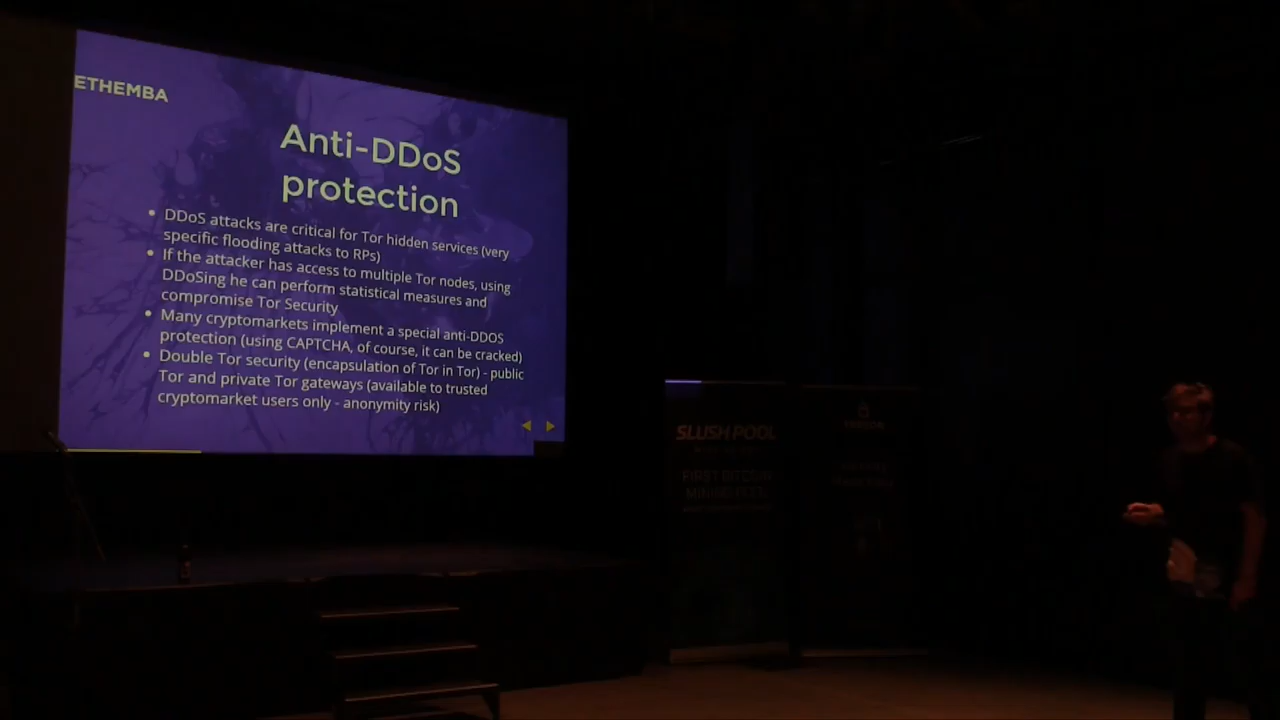 ETHEMBA
Anti-DDoS
protection
• DDoS attacks are critical for Tor hidden services (very
specific flooding attacks to RPs)
• If the attacker has access to multiple Tor nodes, using
DDoSing he can perform statistical measures and
compromise Tor Security
• Many cryptomarkets implement a special anti-DDOS
protection (using CAPTCHA, of course, it can be cracked)
• Double Tor security (encapsulation of Tor in Tor) - public
Tor and private Tor gateways (available to trusted
cryptomarket users only - anonymity risk)
SLUSH POOL
FIRST BITCOIN
MINING POOL